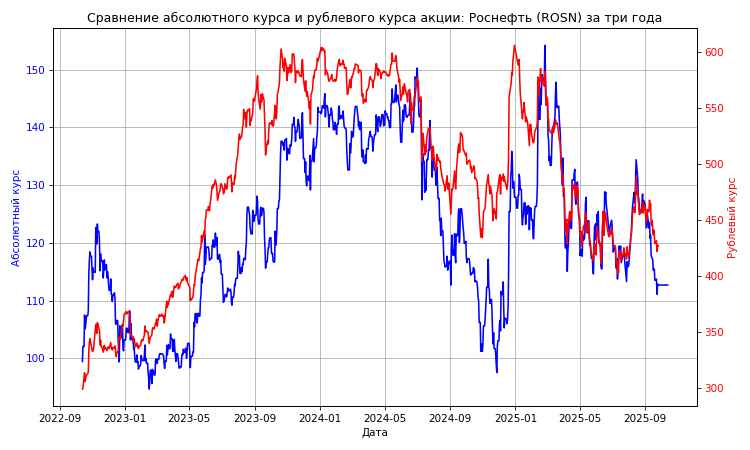 Сравнение абсолютного курса и рублевого курса акции: Роснефть (ROSN) за три года
150
140
130
120
110
100
Абсолютный курс
600
550
500
450
400
350
300
Рублевый курс
2022-09 2023-01 2023-05 2023-09 2024-01 2024-05 2024-09 2025-01 2025-05 2025-09
Дата